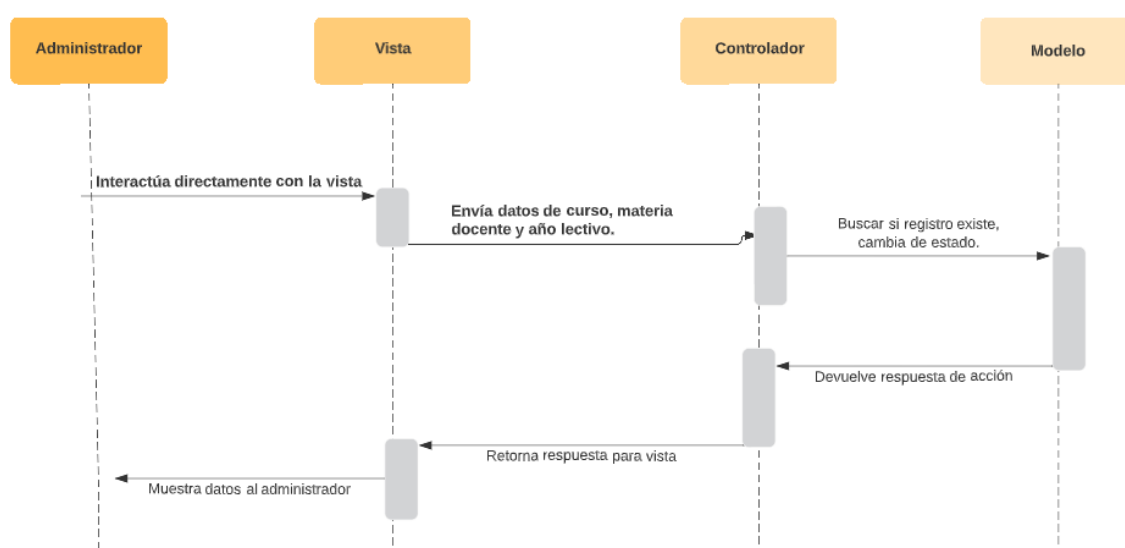 Administrador
Vista
Controlador
Modelo
Interactúa directamente con la vista
Envía datos de curso, materia
docente y año lectivo.
Buscar si registro existe,
cambia de estado.
Devuelve respuesta de acción
Retorna respuesta para vista
Muestra datos al administrador